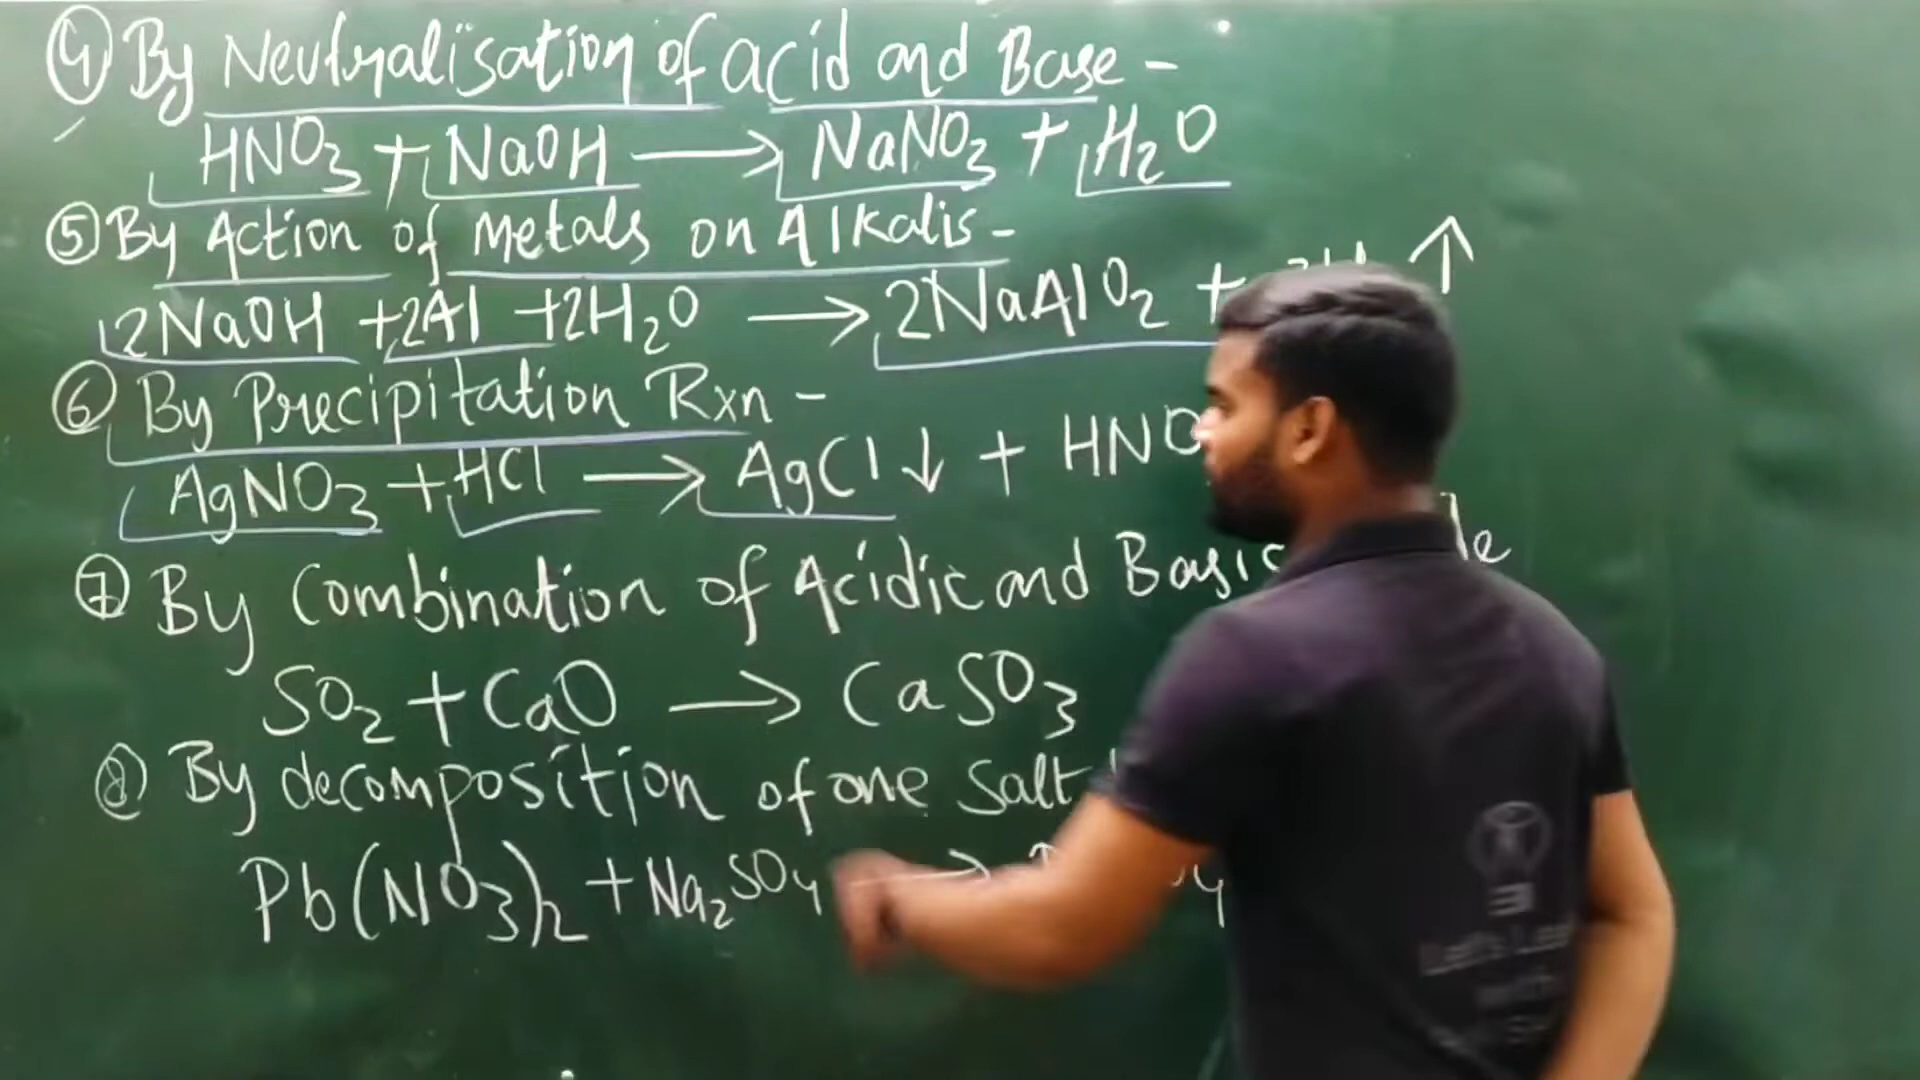 ④ By Neutralisation of acid and Base -
HNO₃ + NaOH ⟶ NaNO₃ + H₂O
⑤ By Action of Metals on Alkalis -
2NaOH + 2Al + 2H₂O ⟶ 2NaAlO₂ + ↑
⑥ By Precipitation Rxn -
AgNO₃ + HCl ⟶ AgCl ↓ + HNO
⑦ By Combination of Acidic and Basic
SO₂ + CaO ⟶ CaSO₃
⑧ By decomposition of one Salt
Pb(NO₃)₂ + Na₂SO₄ ⟶